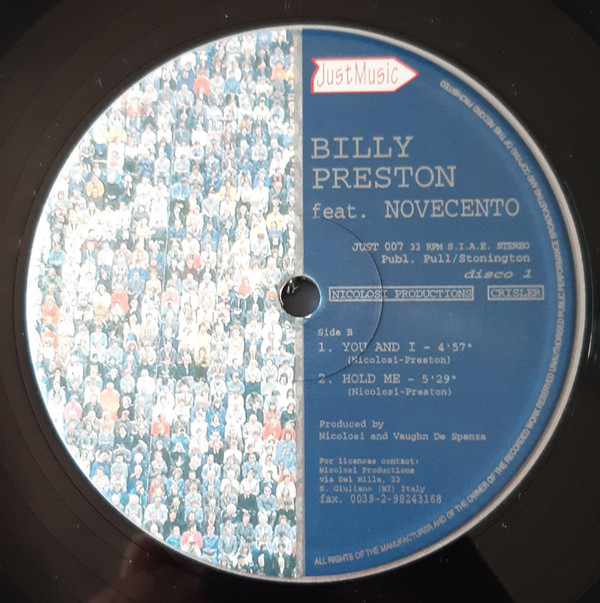 JustMusic
BILLY
PRESTON
feat. NOVECENTO
JUST 007 33 RPM S.I.A.E. STEREO
Publ. Pull/Stonington
disco 1
NICOLOSI PRODUCTIONS CRISLER
Side B
1. YOU AND I - 4'57"
(Nicolosi-Preston)
2. HOLD ME - 5'29"
(Nicolosi-Preston)
Produced by
Nicolosi and Vaughn De Spenza
For licences contact:
Nicolosi Productions
via Dei Mille, 23
S. Giuliano (MI) Italy
fax. 0039-2-98243168
ALL RIGHTS OF THE MANUFACTURER AND OF THE OWNER OF THE RECORDED WORK RESERVED UNAUTHORISED PUBLIC PERFORMANCE BROADCASTING AND COPYING OF THIS RECORD PROHIBITED